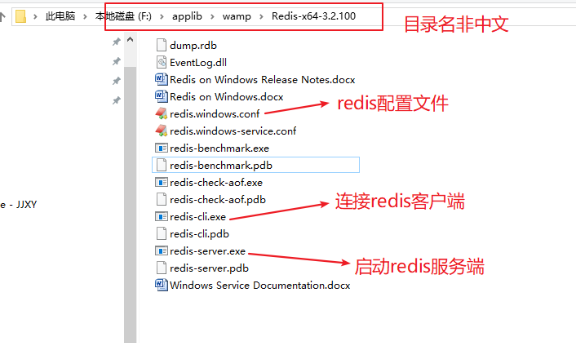 此电脑 › 本地磁盘 (F:) › applib › wamp › Redis-x64-3.2.100
目录名非中文
dump.rdb
EventLog.dll
Redis on Windows Release Notes.docx
Redis on Windows.docx
redis.windows.conf
redis配置文件
redis.windows-service.conf
redis-benchmark.exe
redis-benchmark.pdb
redis-check-aof.exe
redis-check-aof.pdb
e - JJXY
redis-cli.exe
连接redis客户端
redis-cli.pdb
redis-server.exe
启动redis服务端
redis-server.pdb
Windows Service Documentation.docx